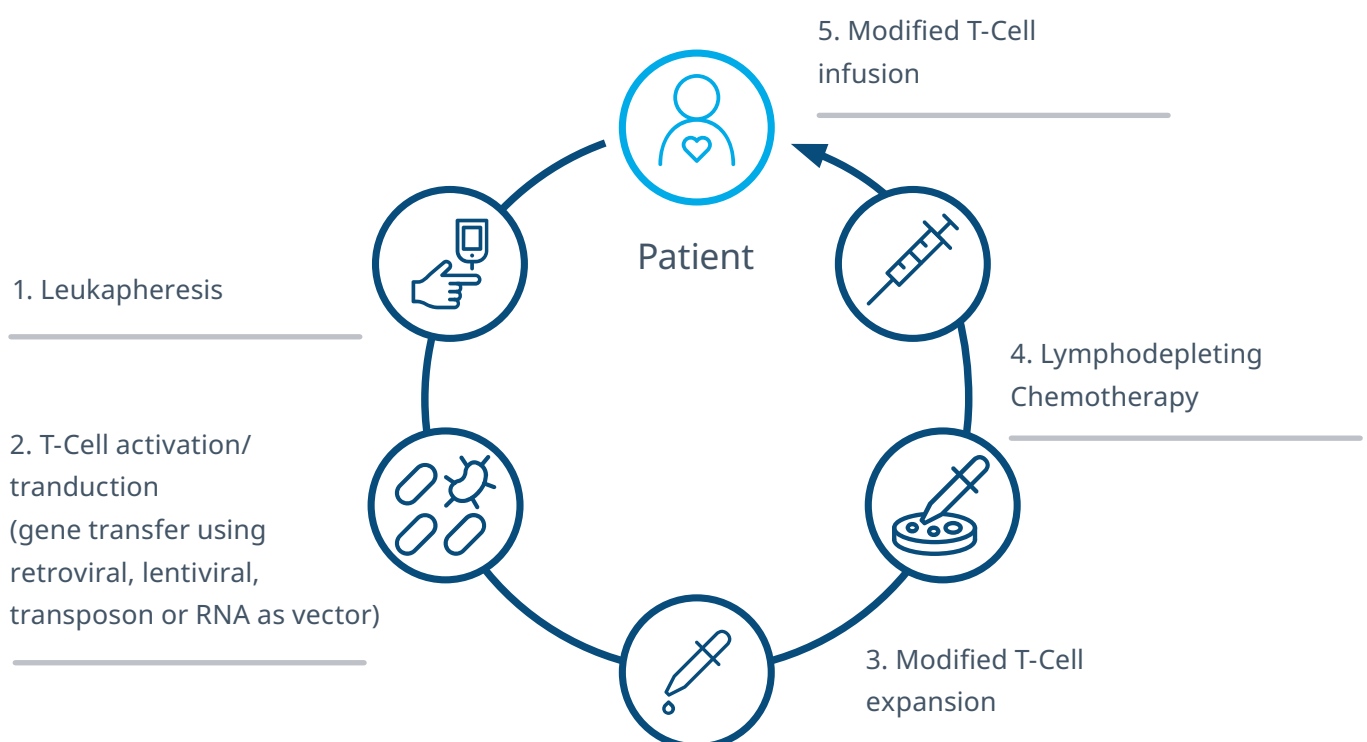 5. Modified T-Cell
infusion
Patient
1. Leukapheresis
4. Lymphodepleting
Chemotherapy
2. T-Cell activation/
tranduction
(gene transfer using
retroviral, lentiviral,
transposon or RNA as vector)
3. Modified T-Cell
expansion